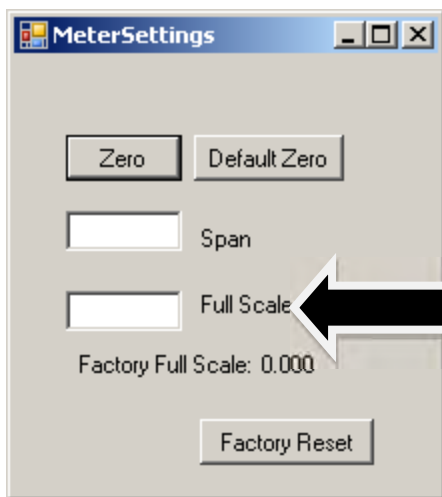 MeterSettings
Zero Default Zero
Span
Full Scale
Factory Full Scale: 0.000
Factory Reset